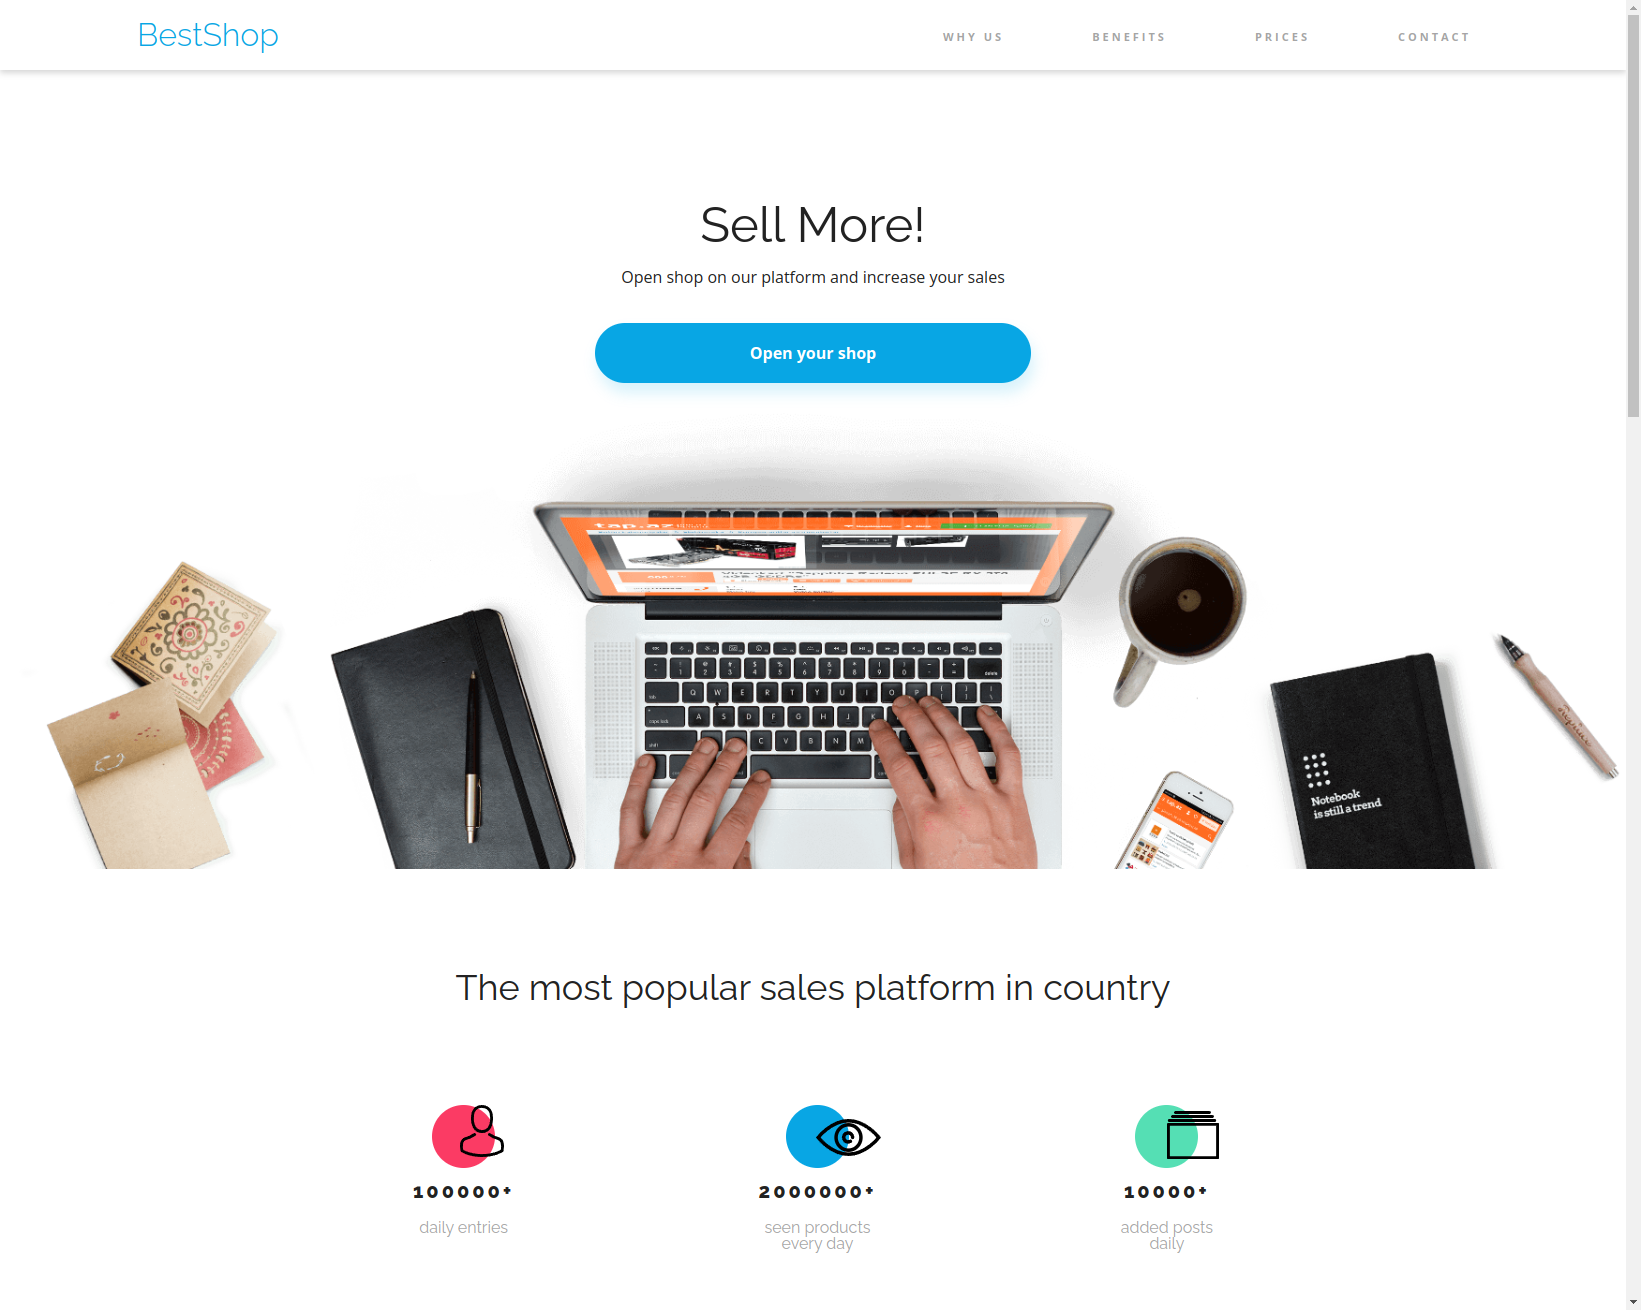 BestShop
WHY US
BENEFITS
PRICES
CONTACT
Sell More!
Open shop on our platform and increase your sales
Open your shop
tap.az
Notebook
is still a trend
The most popular sales platform in country
100000+
daily entries
2000000+
seen products
every day
10000+
added posts
daily